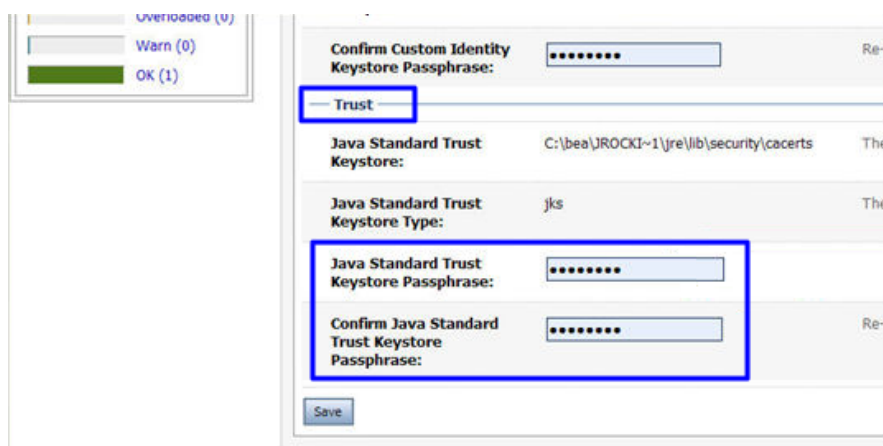 Overloaded (0)
Warn (0)
OK (1)
Confirm Custom Identity
Keystore Passphrase:
••••••••
Re-
Trust
Java Standard Trust
Keystore:
C:\bea\JROCKI~1\jre\lib\security\cacerts
The
Java Standard Trust
Keystore Type:
jks
The
Java Standard Trust
Keystore Passphrase:
••••••••
Confirm Java Standard
Trust Keystore
Passphrase:
••••••••
Re-
Save